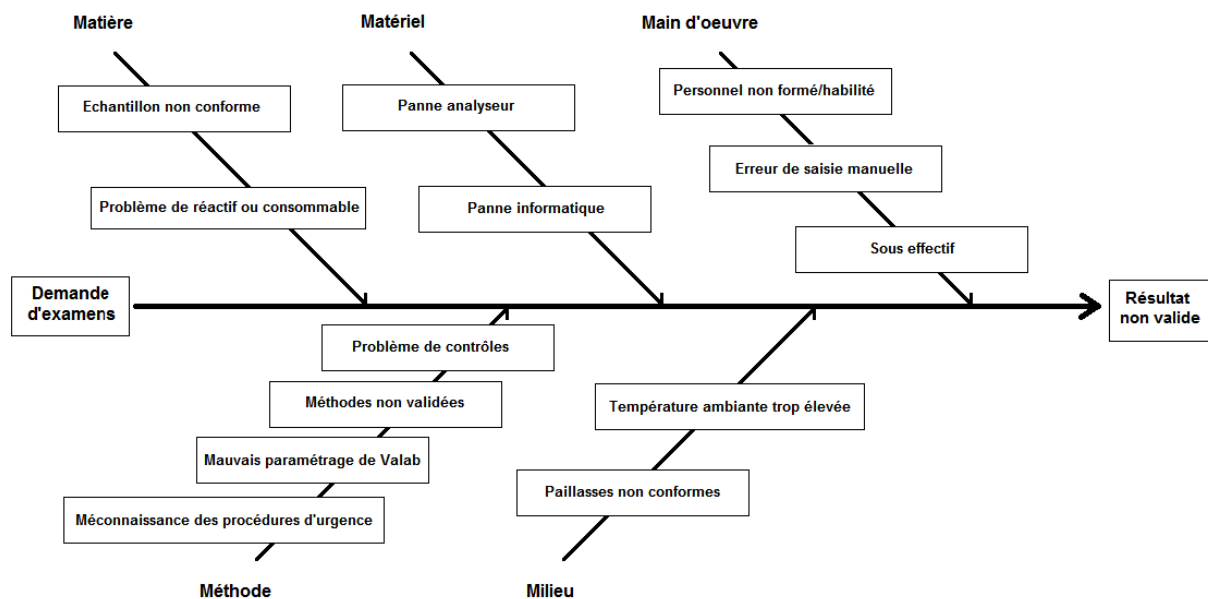 Matière
Matériel
Main d'oeuvre
Echantillon non conforme
Panne analyseur
Personnel non formé/habilité
Erreur de saisie manuelle
Problème de réactif ou consommable
Panne informatique
Sous effectif
Demande
d'examens
Résultat
non valide
Problème de contrôles
Méthodes non validées
Température ambiante trop élevée
Mauvais paramétrage de Valab
Paillasses non conformes
Méconnaissance des procédures d'urgence
Méthode
Milieu